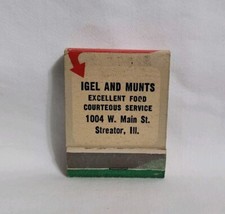 IGEL AND MUNTS
EXCELLENT FOOD
COURTEOUS SERVICE
1004 W. Main St.
Streator, Ill.